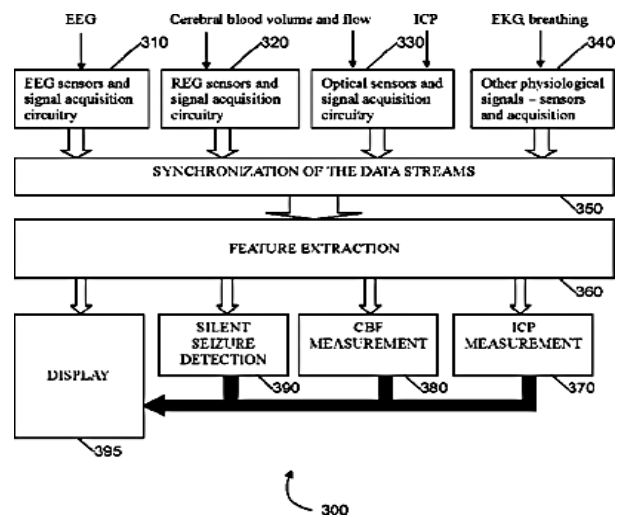 EEG
Cerebral blood volume and flow
ICP
EKG, breathing
310
320
330
340
EEG sensors and
signal acquisition
circuitry
REG sensors and
signal acquisition
circuitry
Optical sensors and
signal acquisition
circuitry
Other physiological
signals – sensors
and acquisition
SYNCHRONIZATION OF THE DATA STREAMS
350
FEATURE EXTRACTION
360
DISPLAY
395
SILENT
SEIZURE
DETECTION
390
CBF
MEASUREMENT
380
ICP
MEASUREMENT
370
300